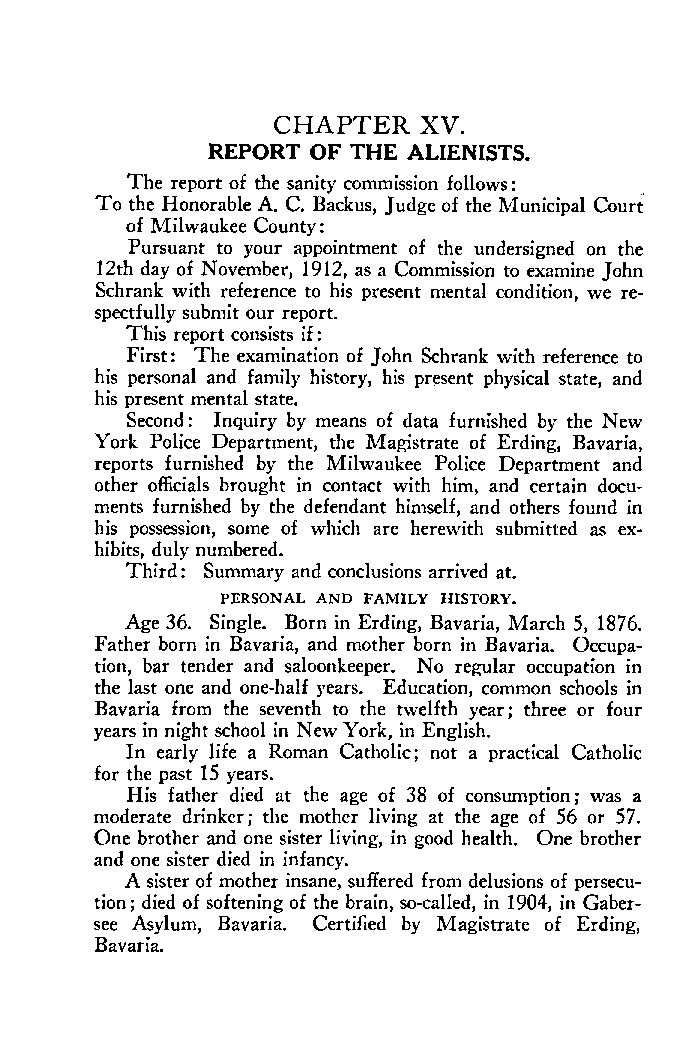 CHAPTER XV.
REPORT OF THE ALIENISTS.
The report of the sanity commission follows:
To the Honorable A. C. Backus, Judge of the Municipal Court
of Milwaukee County:
Pursuant to your appointment of the undersigned on the
12th day of November, 1912, as a Commission to examine John
Schrank with reference to his present mental condition, we re-
spectfully submit our report.
This report consists if:
First: The examination of John Schrank with reference to
his personal and family history, his present physical state, and
his present mental state.
Second: Inquiry by means of data furnished by the New
York Police Department, the Magistrate of Erding, Bavaria,
reports furnished by the Milwaukee Police Department and
other officials brought in contact with him, and certain docu-
ments furnished by the defendant himself, and others found in
his possession, some of which are herewith submitted as ex-
hibits, duly numbered.
Third: Summary and conclusions arrived at.
PERSONAL AND FAMILY HISTORY.
Age 36. Single. Born in Erding, Bavaria, March 5, 1876.
Father born in Bavaria, and mother born in Bavaria. Occupa-
tion, bar tender and saloonkeeper. No regular occupation in
the last one and one-half years. Education, common schools in
Bavaria from the seventh to the twelfth year; three or four
years in night school in New York, in English.
In early life a Roman Catholic; not a practical Catholic
for the past 15 years.
His father died at the age of 38 of consumption; was a
moderate drinker; the mother living at the age of 56 or 57.
One brother and one sister living, in good health. One brother
and one sister died in infancy.
A sister of mother insane, suffered from delusions of persecu-
tion; died of softening of the brain, so-called, in 1904, in Gaber-
see Asylum, Bavaria. Certified by Magistrate of Erding,
Bavaria.